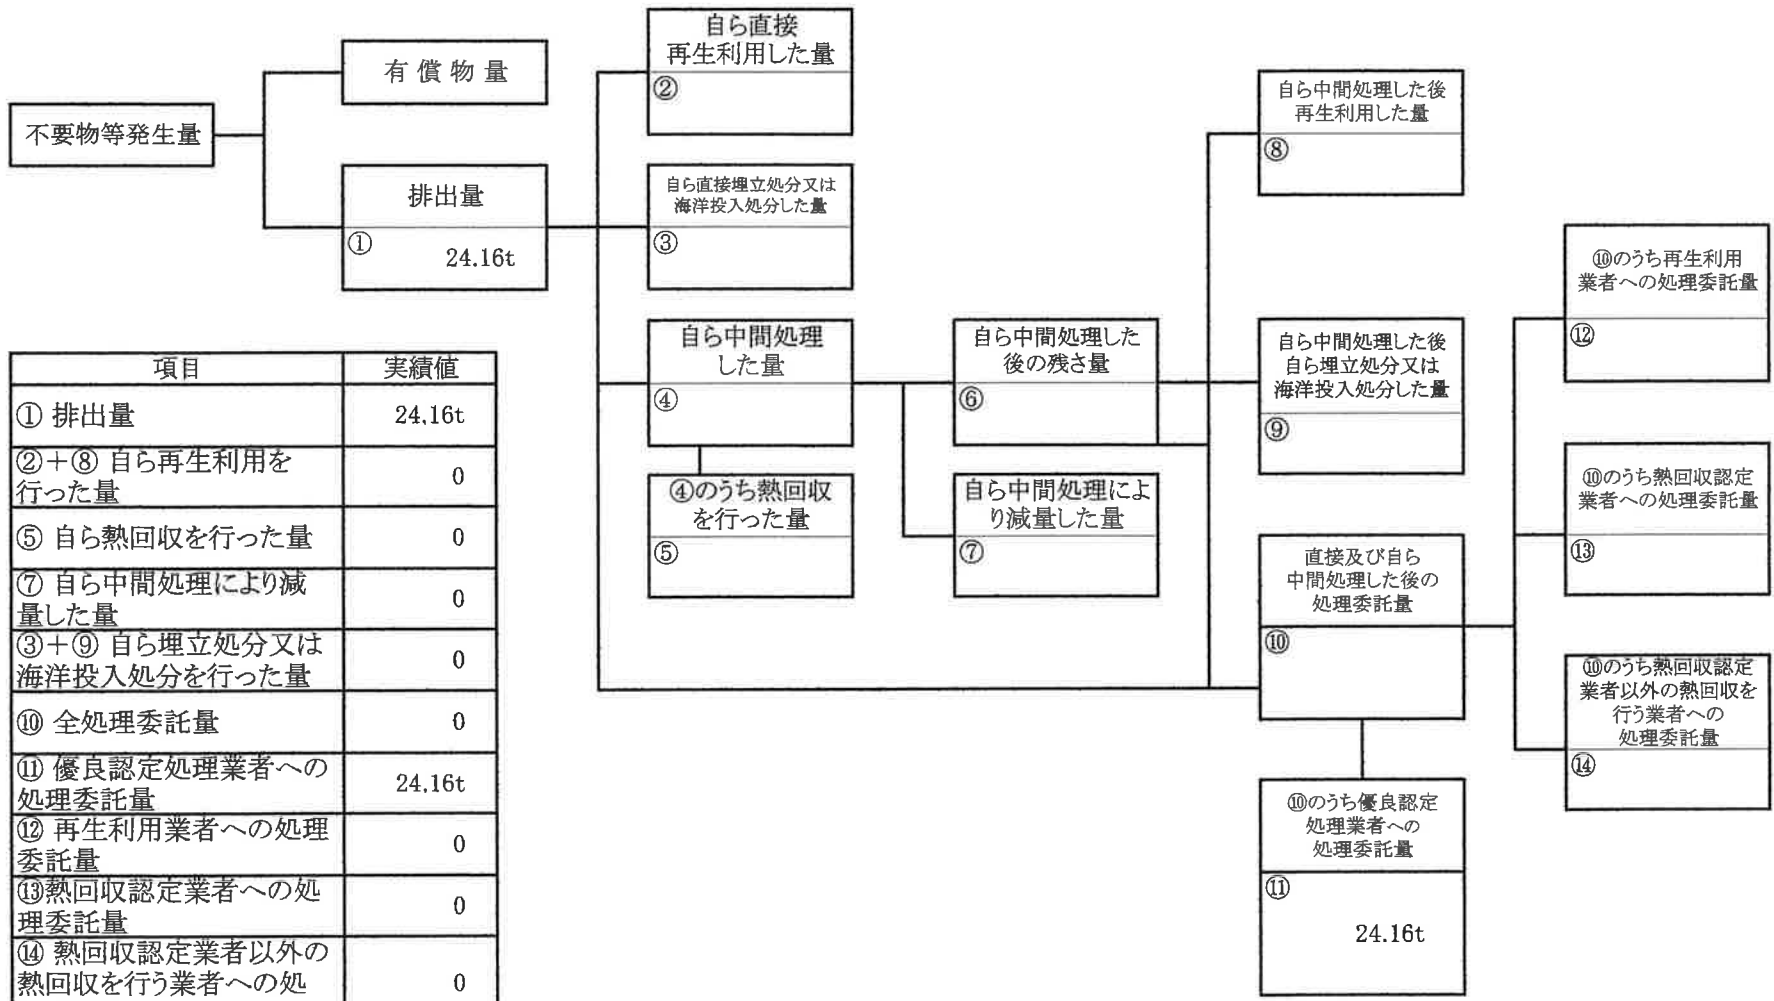 不要物等発生量
有償物量
排出量
①
24.16t
自ら直接
再生利用した量
②
自ら直接埋立処分又は
海洋投入処分した量
③
自ら中間処理
した量
④
④のうち熱回収
を行った量
⑤
自ら中間処理した
後の残さ量
⑥
自ら中間処理によ
り減量した量
⑦
自ら中間処理した後
再生利用した量
⑧
自ら中間処理した後
自ら埋立処分又は
海洋投入処分した量
⑨
直接及び自ら
中間処理した後の
処理委託量
⑩
⑩のうち優良認定
処理業者への
処理委託量
⑪
24.16t
⑩のうち再生利用
業者への処理委託量
⑫
⑩のうち熱回収認定
業者への処理委託量
⑬
⑩のうち熱回収認定
業者以外の熱回収を
行う業者への
処理委託量
⑭
項目 実績値
① 排出量 24.16t
②＋⑧ 自ら再生利用を
行った量 0
⑤ 自ら熱回収を行った量 0
⑦ 自ら中間処理により減
量した量 0
③＋⑨ 自ら埋立処分又は
海洋投入処分を行った量 0
⑩ 全処理委託量 0
⑪ 優良認定処理業者への
処理委託量 24.16t
⑫ 再生利用業者への処理
委託量 0
⑬熱回収認定業者への処
理委託量 0
⑭ 熱回収認定業者以外の
熱回収を行う業者への処 0